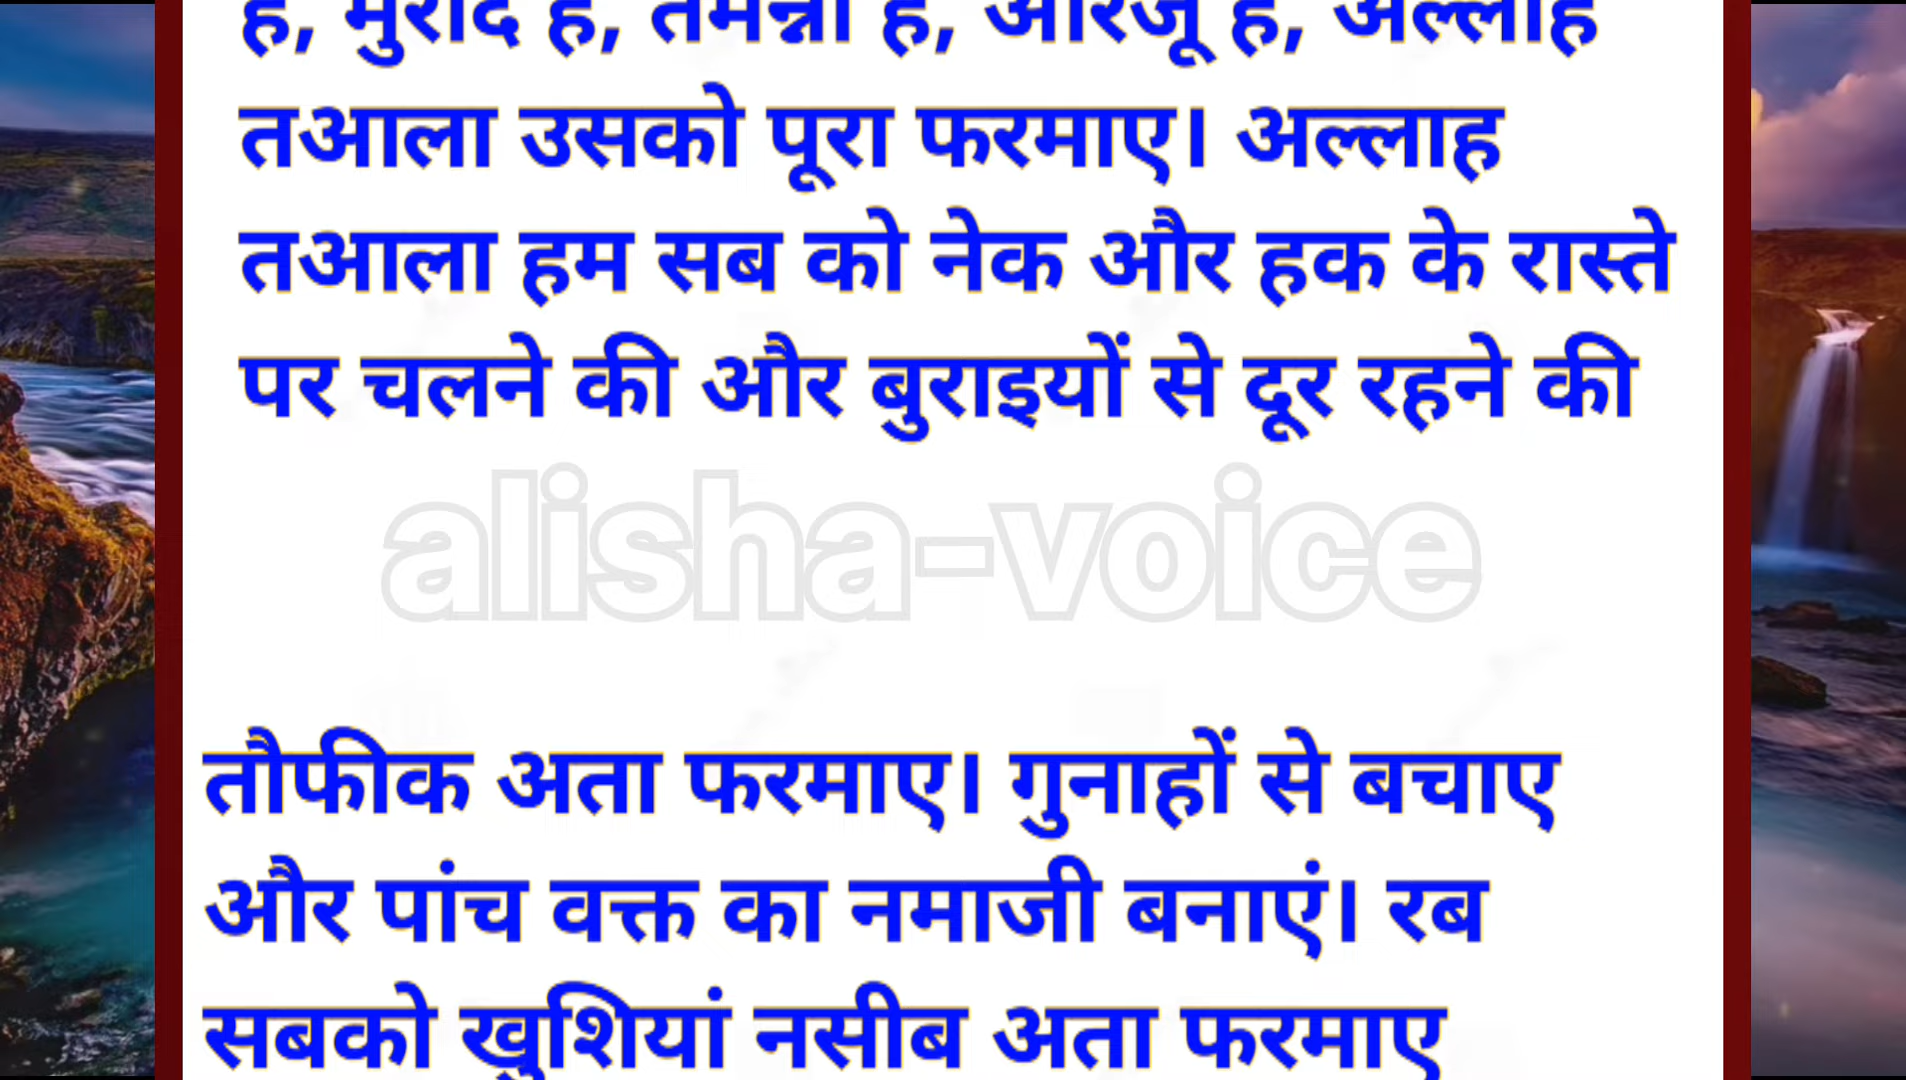 है, मुराद है, तमन्ना है, आरजू है, अल्लाह
तआला उसको पूरा फरमाए। अल्लाह
तआला हम सब को नेक और हक के रास्ते
पर चलने की और बुराइयों से दूर रहने की
alisha-voice
तौफीक अता फरमाए। गुनाहों से बचाए
और पांच वक्त का नमाजी बनाएं। रब
सबको खुशियां नसीब अता फरमाए